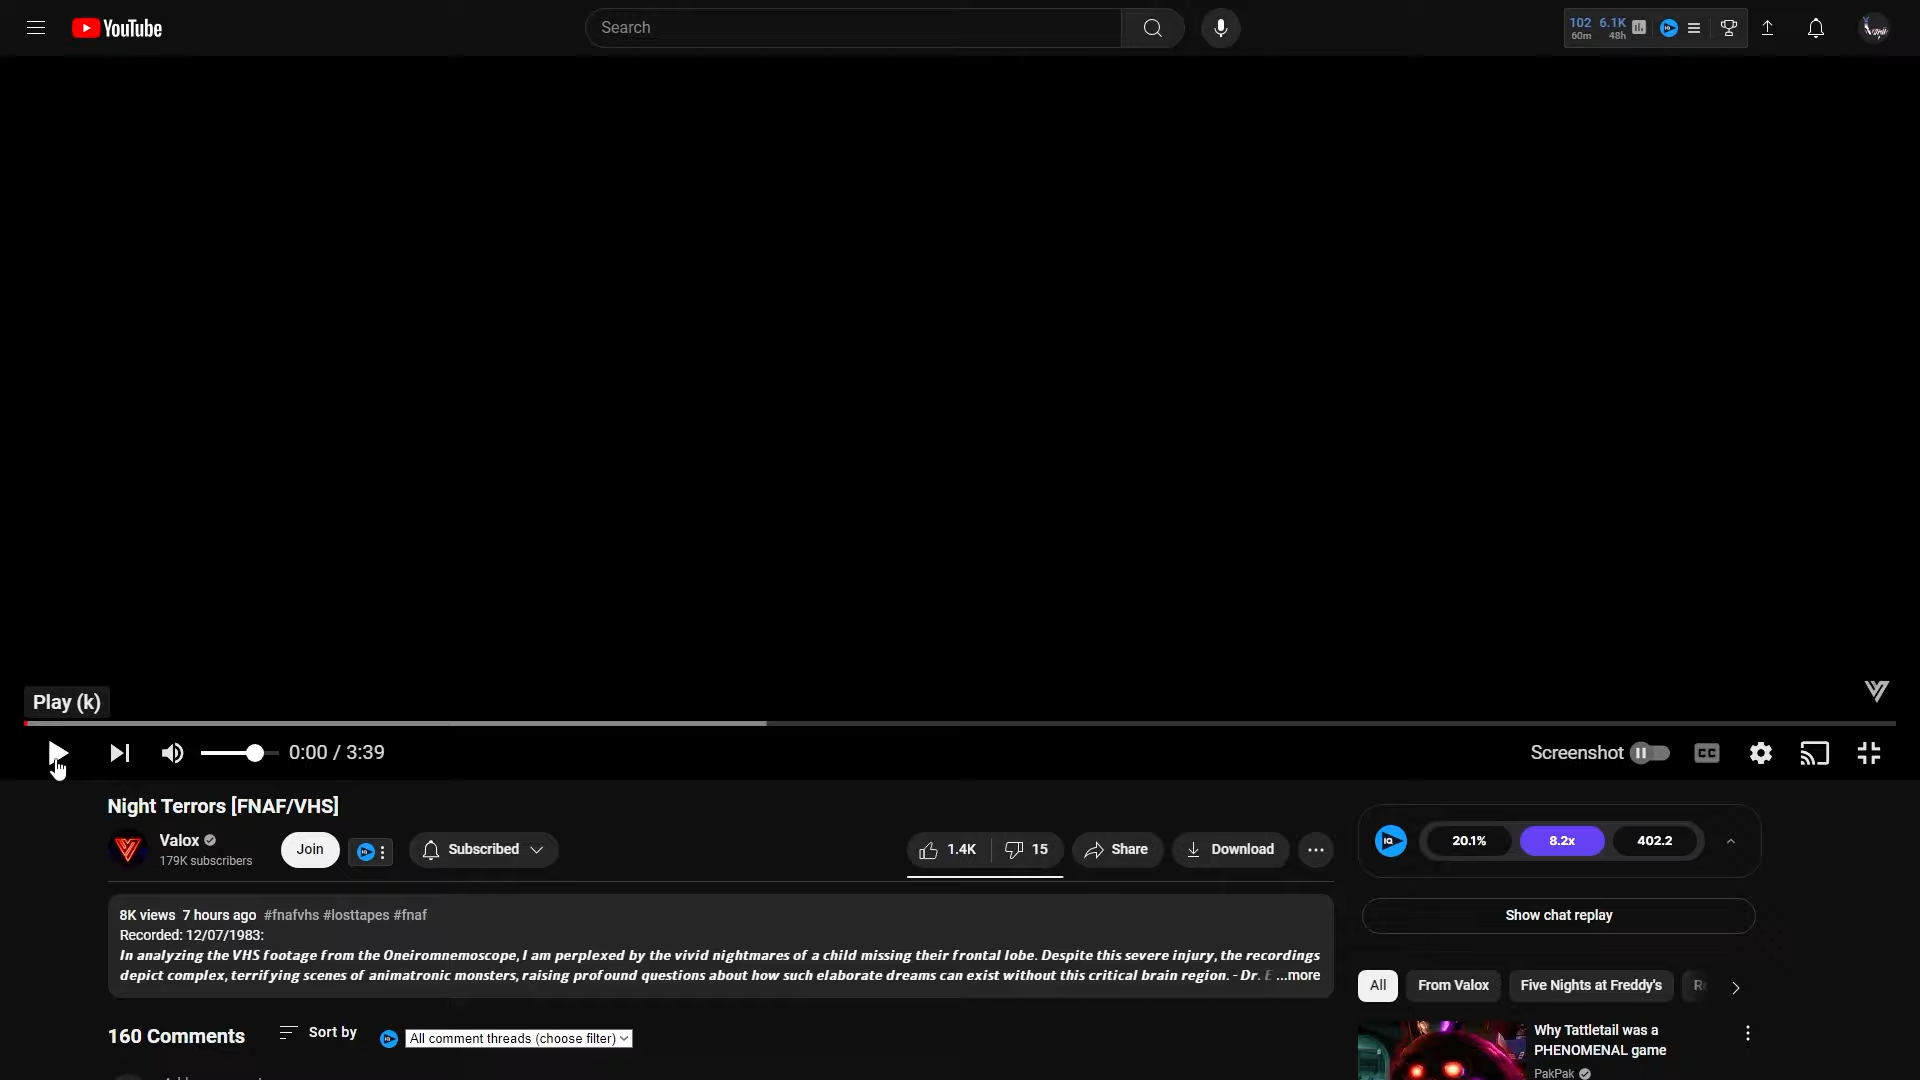 YouTube
Search
102 6.1K
60m 48h
Play (k)
0:00 / 3:39
Screenshot
CC
Night Terrors [FNAF/VHS]
Valox
179K subscribers
Join
IQ
Subscribed
1.4K
15
Share
Download
IQ
20.1%
8.2x
402.2
8K views 7 hours ago #fnafvhs #losttapes #fnaf
Recorded: 12/07/1983:
In analyzing the VHS footage from the Oneiromnemoscope, I am perplexed by the vivid nightmares of a child missing their frontal lobe. Despite this severe injury, the recordings
depict complex, terrifying scenes of animatronic monsters, raising profound questions about how such elaborate dreams can exist without this critical brain region. - Dr. E ...more
Show chat replay
All
From Valox
Five Nights at Freddy's
160 Comments
Sort by
All comment threads (choose filter)
Why Tattletail was a
PHENOMENAL game
PakPak